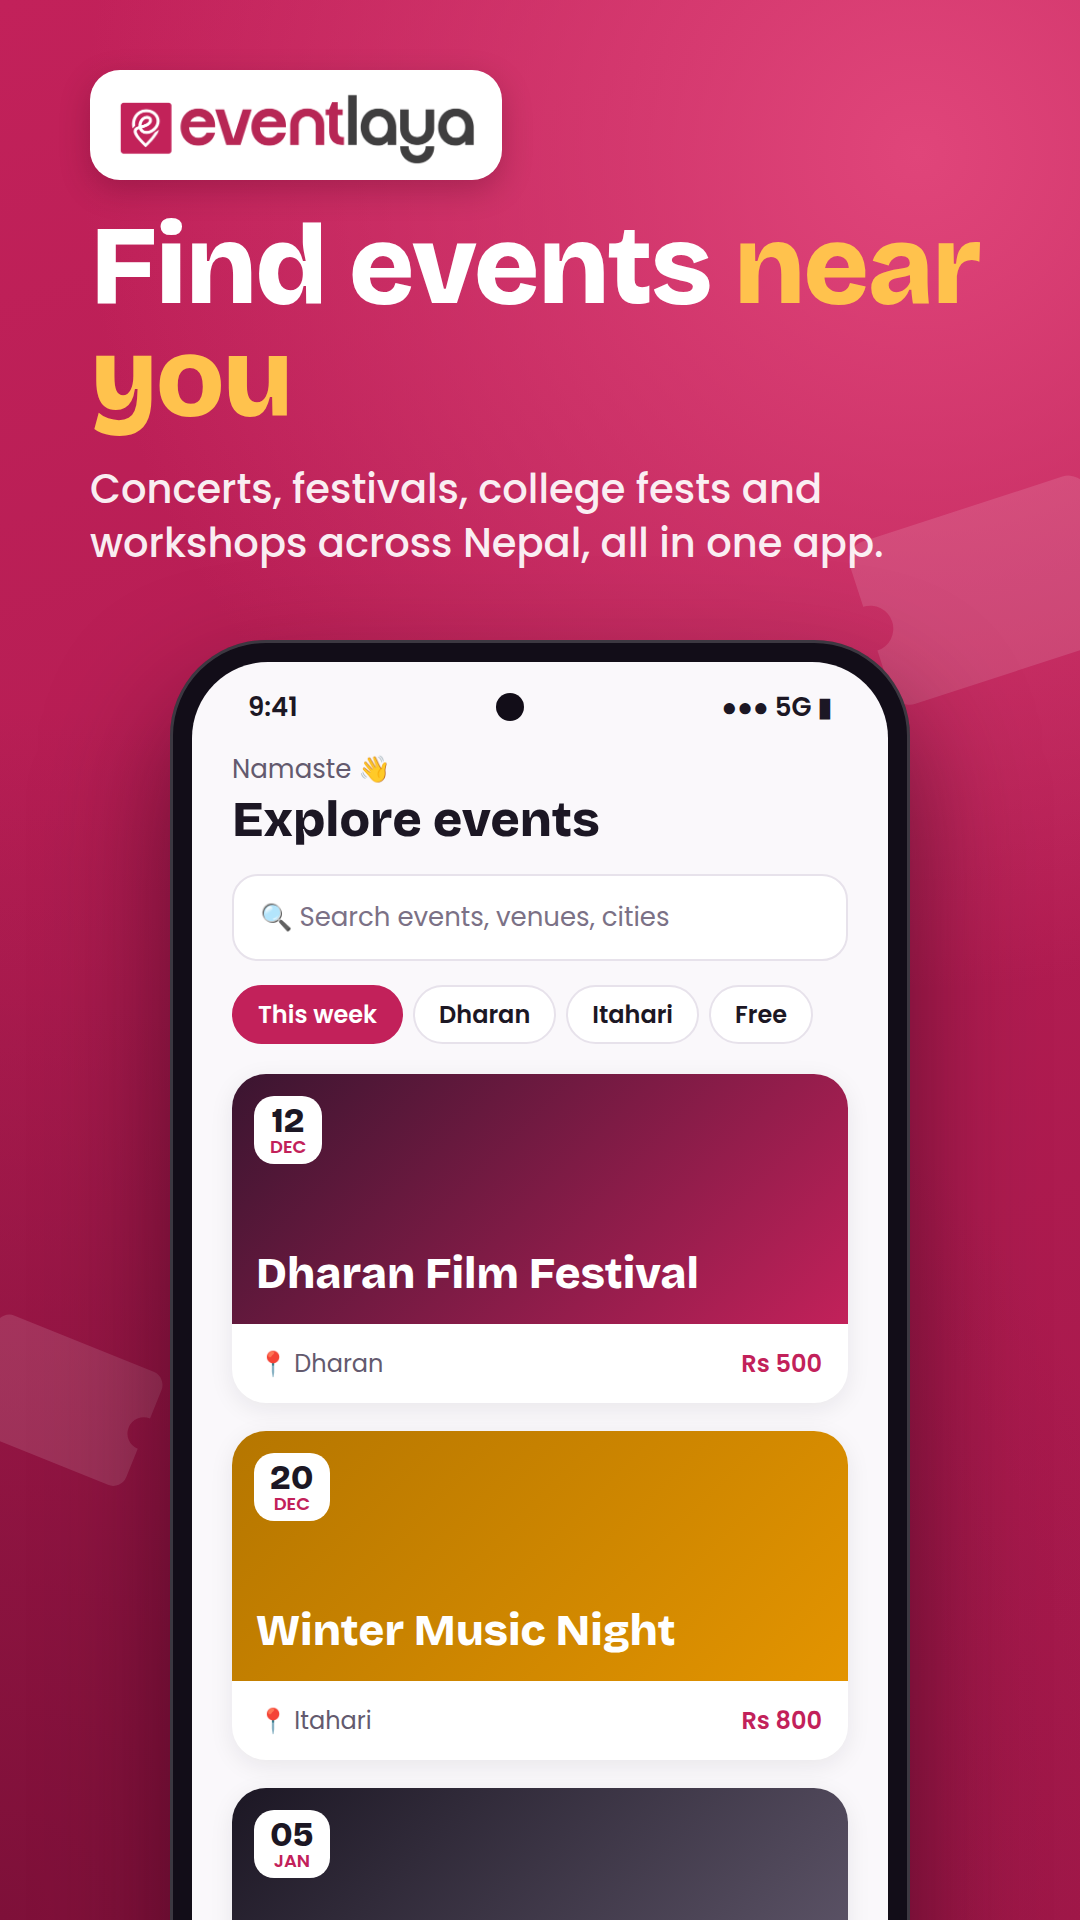 eventlaya
Find events near
you
Concerts, festivals, college fests and
workshops across Nepal, all in one app.
9:41
5G
Namaste 👋
Explore events
🔍 Search events, venues, cities
This week
Dharan
Itahari
Free
12
DEC
Dharan Film Festival
📍 Dharan
Rs 500
20
DEC
Winter Music Night
📍 Itahari
Rs 800
05
JAN